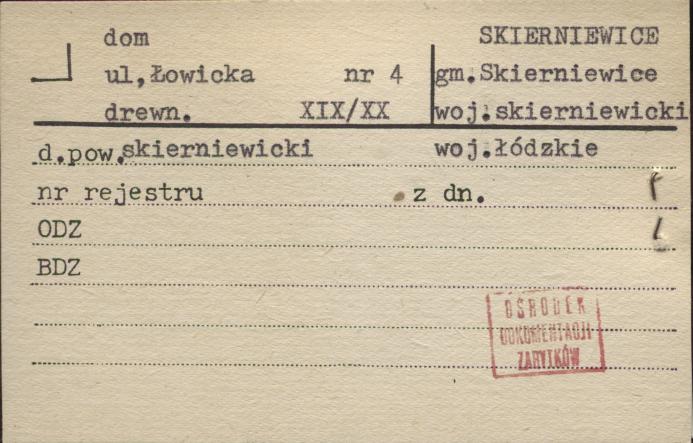 dom SKIERNIEWICE
ul,Łowicka nr 4 gm.Skierniewice
drewn. XIX/XX woj.skierniewicki
d.pow.skierniewicki woj.łódzkie
nr rejestru z dn.
ODZ
BDZ
OŚRODEK
DOKUMENTACJI
ZABYTKÓW